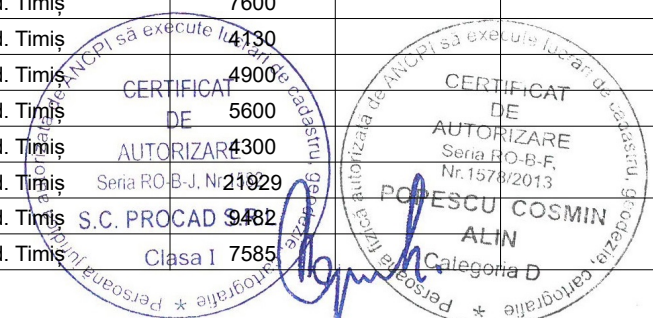 d. Timiș 7600
d. Timiș 4130
d. Timiș 4900
d. Timiș 5600
d. Timiș 4300
d. Timiș 21929
d. Timiș 9482
d. Timiș 7585
Persoana juridică autorizată de ANCPI să execute lucrări de cadastru, geodezie, cartografie *
CERTIFICAT
DE
AUTORIZARE
Seria RO-B-J, Nr.
S.C. PROCAD S.R.L
Clasa I
Persoană fizică autorizată de ANCPI să execute lucrări de cadastru, geodezie, cartografie *
CERTIFICAT
DE
AUTORIZARE
Seria RO-B-F,
Nr.1578/2013
POPESCU COSMIN
ALIN
Categoria D